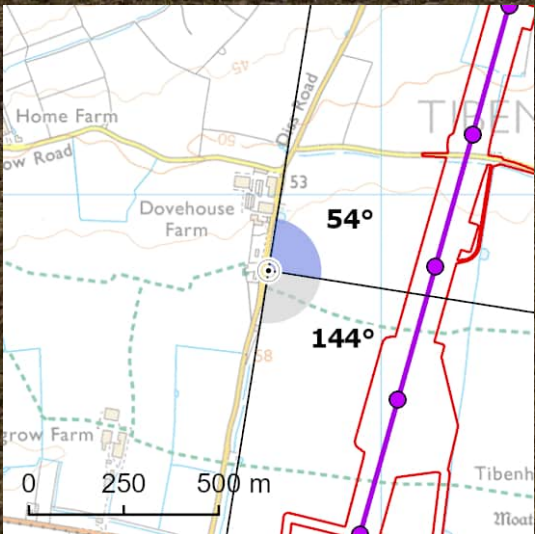 45
Home Farm
Diss Road
TIBEN
50
ow Road
53
Dovehouse
Farm
54°
144°
58
grow Farm
0 250 500 m
Tibenh
Moat